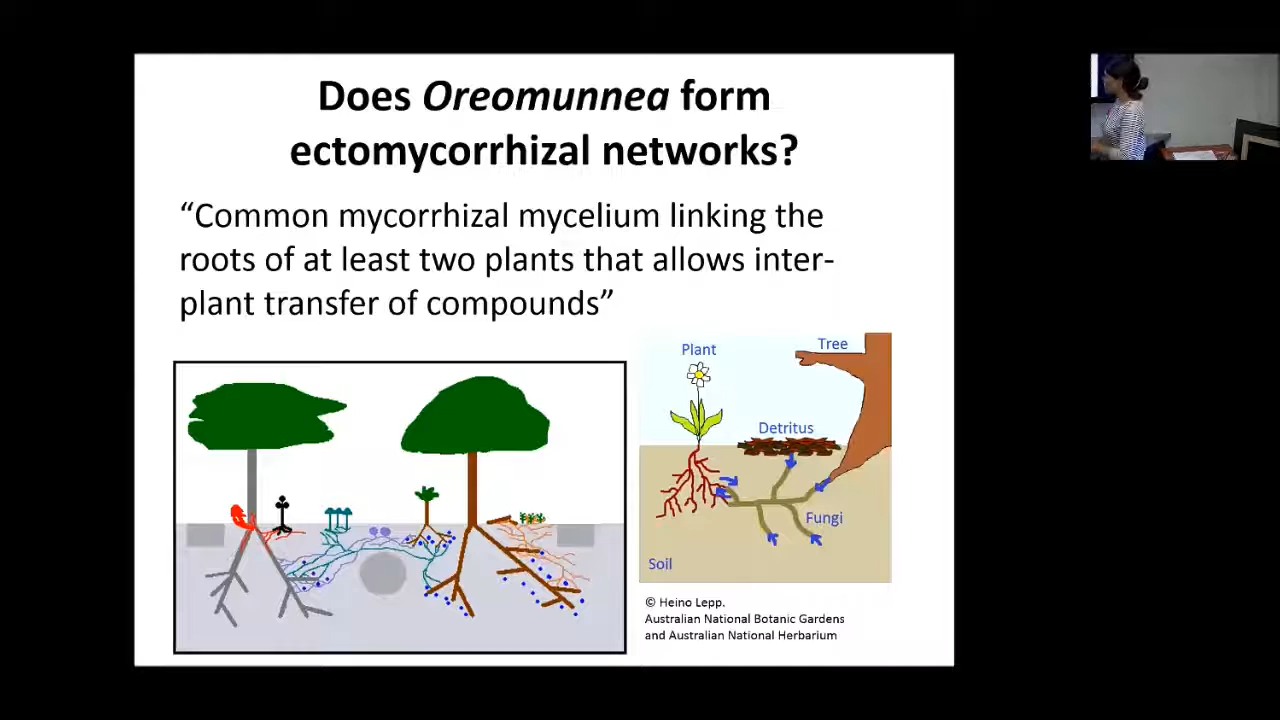 Does Oreomunnea form
ectomycorrhizal networks?
“Common mycorrhizal mycelium linking the
roots of at least two plants that allows inter-
plant transfer of compounds”
Plant
Tree
Detritus
Fungi
Soil
© Heino Lepp.
Australian National Botanic Gardens
and Australian National Herbarium